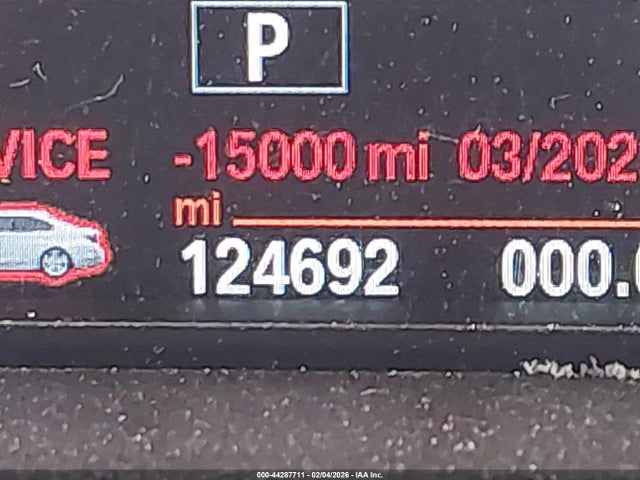 P
VICE -15000 mi 03/202
mi
124692 000.
000-44287711 - 02/04/2026 - IAA Inc.